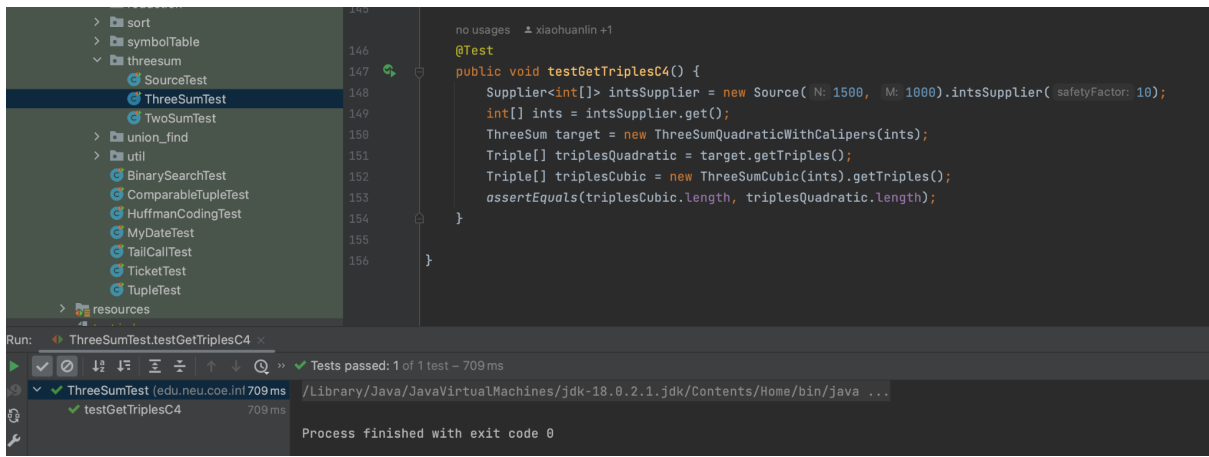 sort
symbolTable
threesum
SourceTest
ThreeSumTest
TwoSumTest
union_find
util
BinarySearchTest
ComparableTupleTest
HuffmanCodingTest
MyDateTest
TailCallTest
TicketTest
TupleTest
resources
145
no usages xiaohuanlin +1
146 @Test
147 public void testGetTriplesC4() {
148 Supplier<int[]> intsSupplier = new Source( N: 1500, M: 1000).intsSupplier( safetyFactor: 10);
149 int[] ints = intsSupplier.get();
150 ThreeSum target = new ThreeSumQuadraticWithCalipers(ints);
151 Triple[] triplesQuadratic = target.getTriples();
152 Triple[] triplesCubic = new ThreeSumCubic(ints).getTriples();
153 assertEquals(triplesCubic.length, triplesQuadratic.length);
154 }
155
156 }
Run: ThreeSumTest.testGetTriplesC4 ×
Tests passed: 1 of 1 test – 709 ms
ThreeSumTest (edu.neu.coe.inf 709 ms
testGetTriplesC4 709 ms
/Library/Java/JavaVirtualMachines/jdk-18.0.2.1.jdk/Contents/Home/bin/java ...
Process finished with exit code 0